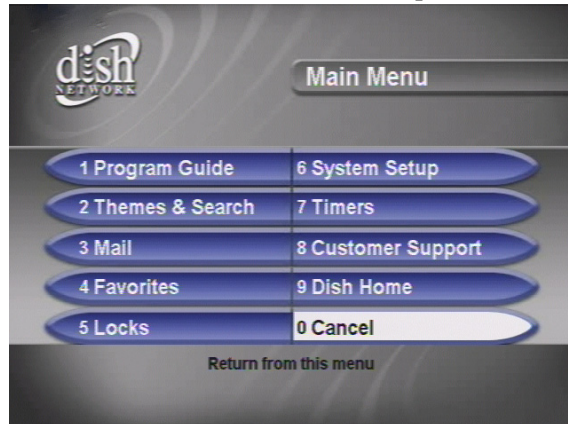 dish
NETWORK
Main Menu
1 Program Guide
6 System Setup
2 Themes & Search
7 Timers
3 Mail
8 Customer Support
4 Favorites
9 Dish Home
5 Locks
0 Cancel
Return from this menu